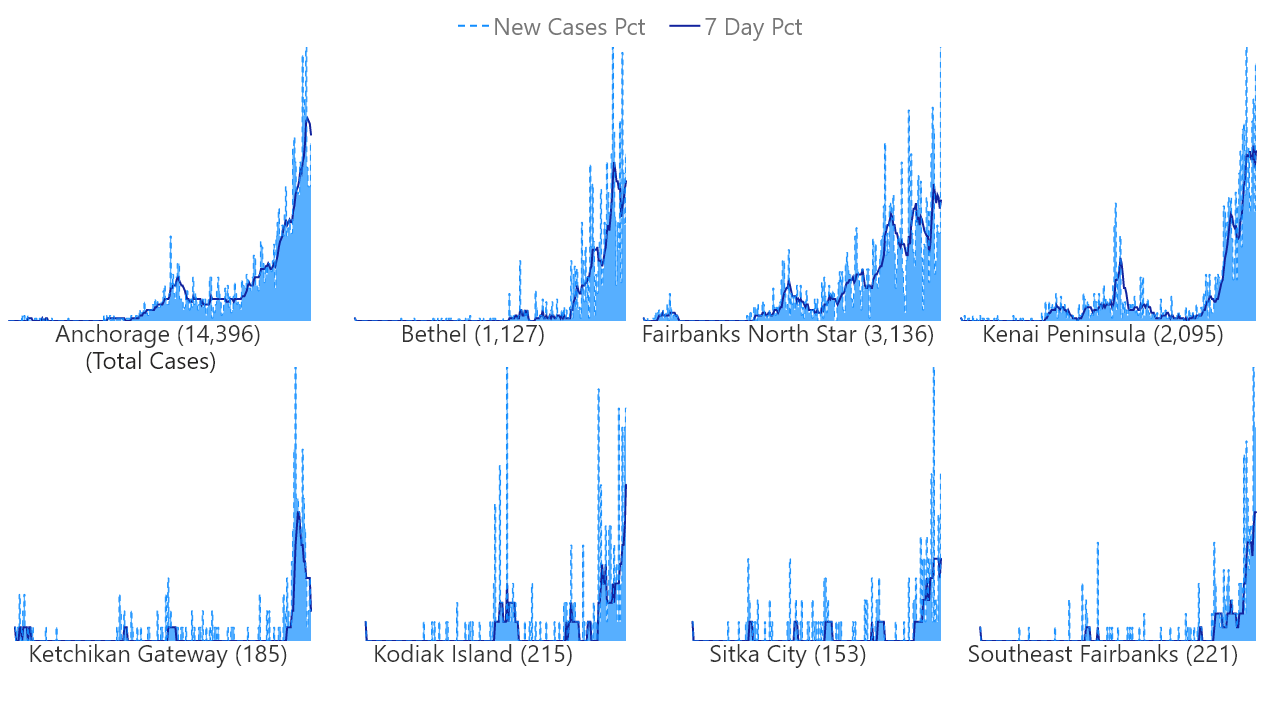 New Cases Pct 7 Day Pct
Anchorage (14,396) Bethel (1,127) Fairbanks North Star (3,136) Kenai Peninsula (2,095)
(Total Cases)
Ketchikan Gateway (185) Kodiak Island (215) Sitka City (153) Southeast Fairbanks (221)